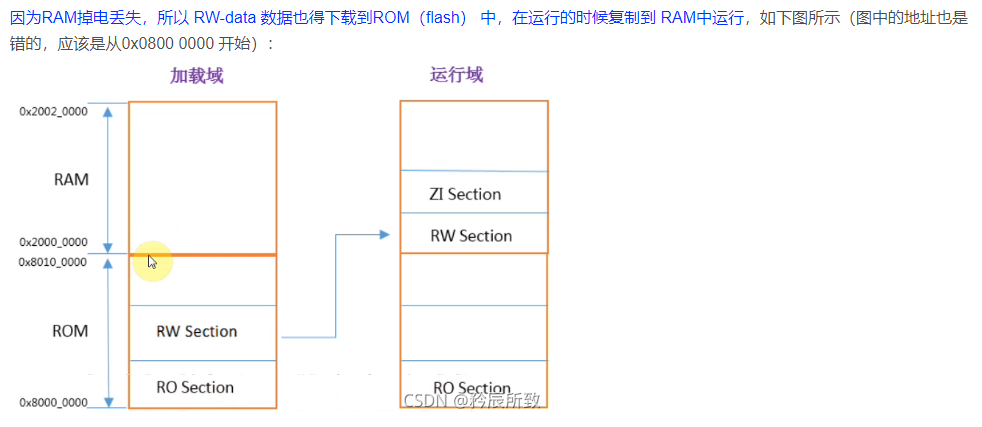 因为RAM掉电丢失，所以 RW-data 数据也得下载到ROM（flash） 中，在运行的时候复制到 RAM中运行，如下图所示（图中的地址也是
错的，应该是从0x0800 0000 开始）：
加载域
运行域
0x2002_0000
RAM
ZI Section
RW Section
0x2000_0000
0x8010_0000
ROM
RW Section
RO Section
RO Section
0x8000_0000
CSDN @矜辰所致